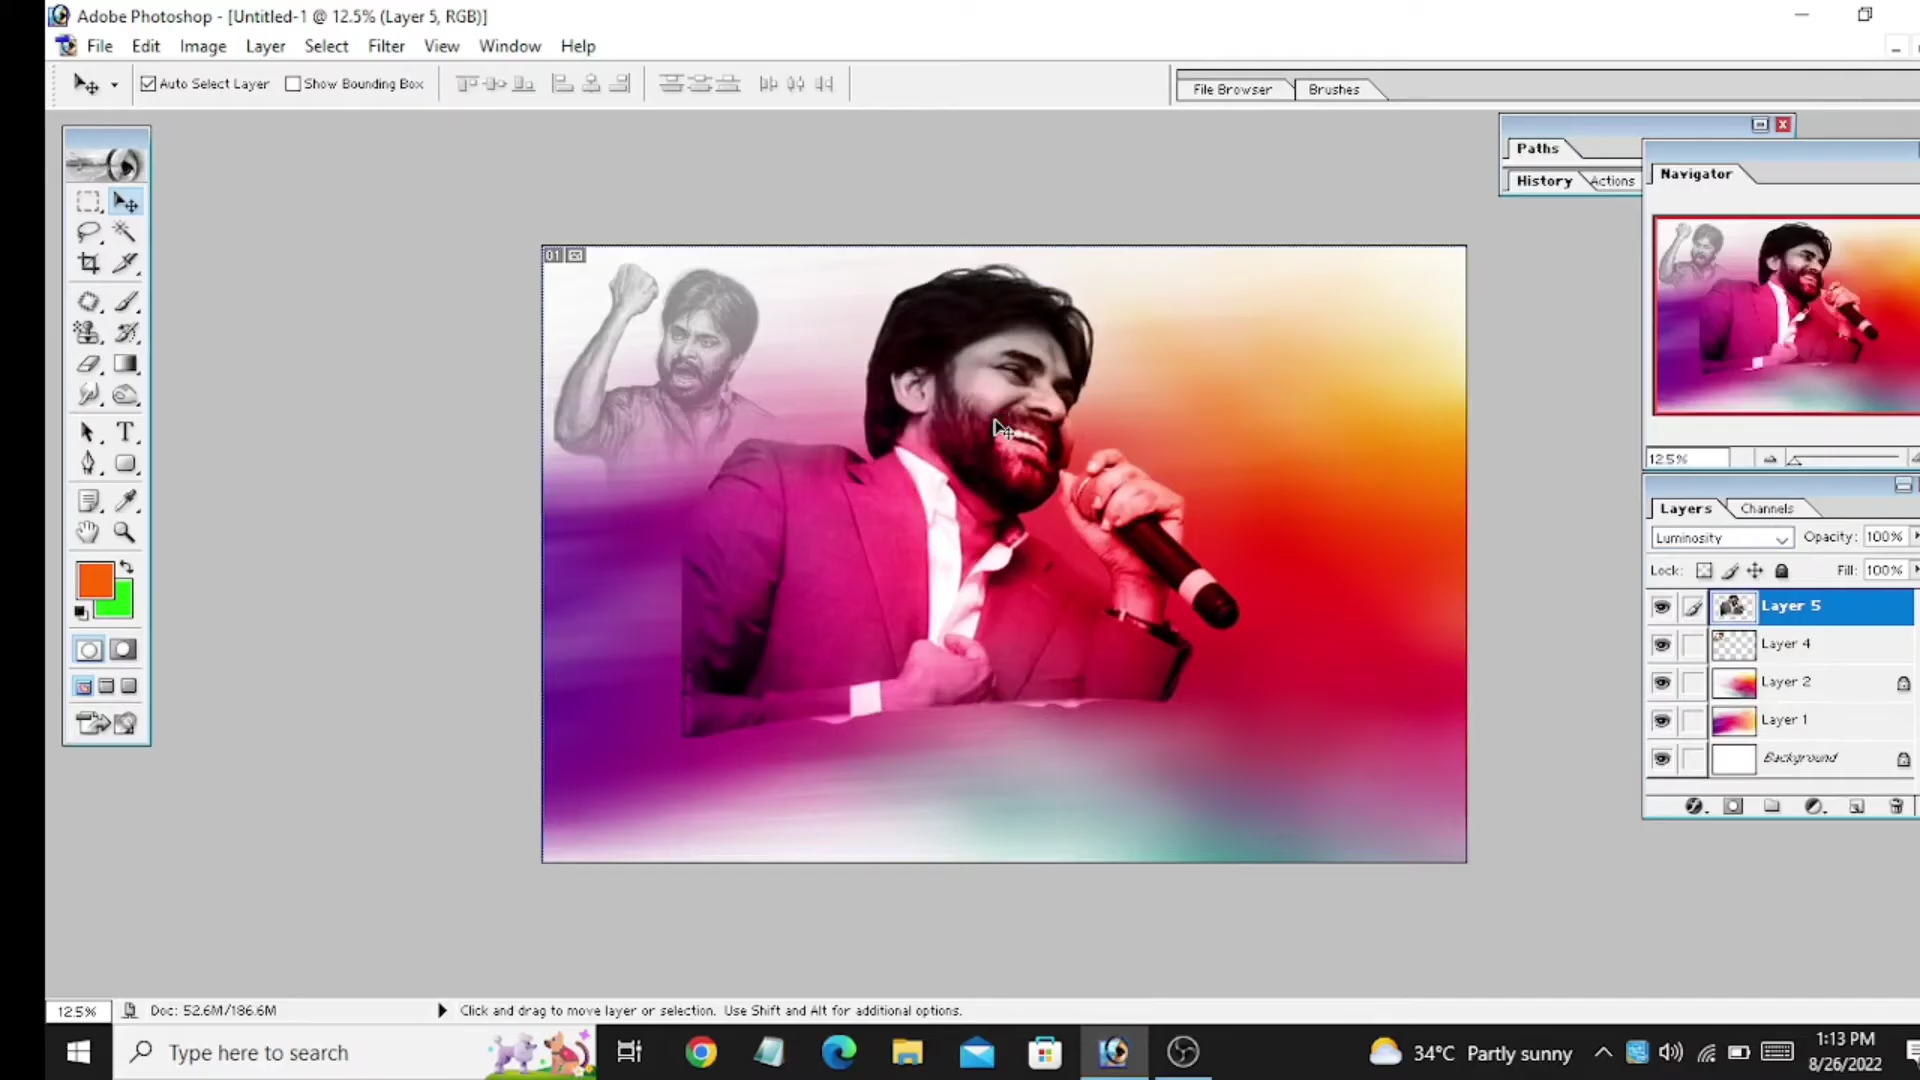 Adobe Photoshop - [Untitled-1 @ 12.5% (Layer 5, RGB)]
File Edit Image Layer Select Filter View Window Help
Auto Select Layer Show Bounding Box
File Browser Brushes
Paths
History Actions
Navigator
01
12.5%
Layers Channels
Luminosity Opacity: 100%
Lock: Fill: 100%
Layer 5
Layer 4
Layer 2
Layer 1
Background
T
12.5% Doc: 52.6M/186.6M Click and drag to move layer or selection. Use Shift and Alt for additional options.
Type here to search
34°C Partly sunny
1:13 PM
8/26/2022